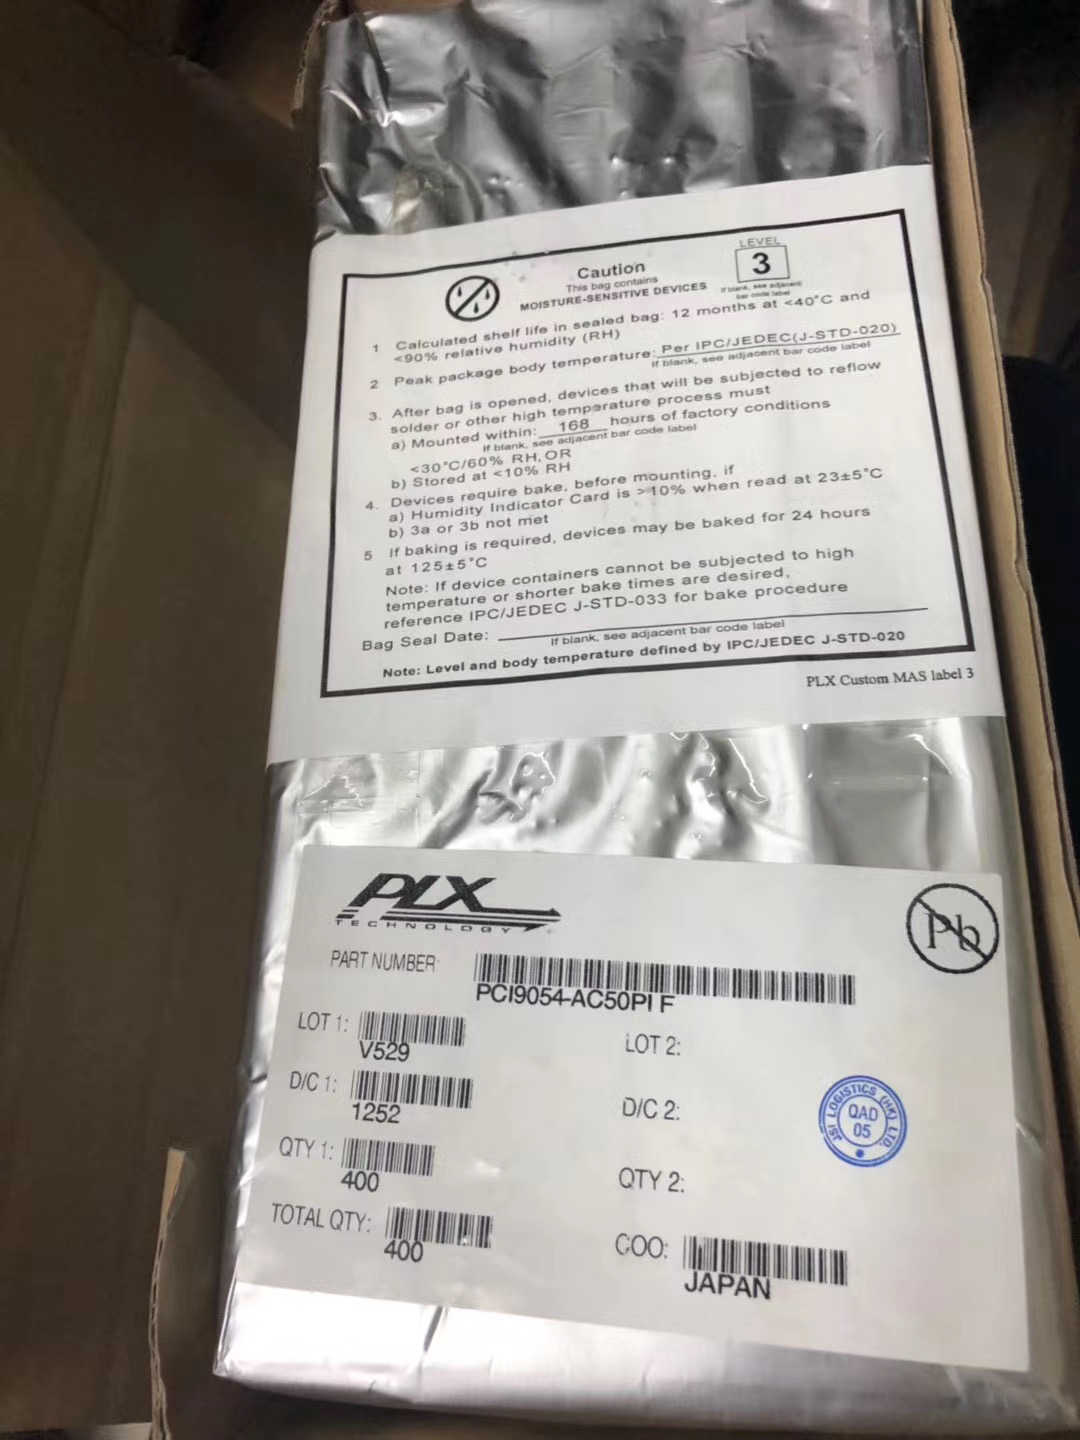 LEVEL
3
If blank, see adjacent
bar code label
Caution
This bag contains
MOISTURE-SENSITIVE DEVICES
1 Calculated shelf life in sealed bag: 12 months at <40°C and
<90% relative humidity (RH)
2 Peak package body temperature: Per IPC/JEDEC(J-STD-020)
If blank, see adjacent bar code label
3. After bag is opened, devices that will be subjected to reflow
solder or other high temperature process must
a) Mounted within: 168 hours of factory conditions
If blank, see adjacent bar code label
<30°C/60% RH, OR
b) Stored at <10% RH
4. Devices require bake, before mounting, if
a) Humidity Indicator Card is >10% when read at 23±5°C
b) 3a or 3b not met
5 If baking is required, devices may be baked for 24 hours
at 125±5°C
Note: If device containers cannot be subjected to high
temperature or shorter bake times are desired,
reference IPC/JEDEC J-STD-033 for bake procedure
Bag Seal Date:
If blank, see adjacent bar code label
Note: Level and body temperature defined by IPC/JEDEC J-STD-020
PLX Custom MAS label 3
PLX
TECHNOLOGY
Pb
PART NUMBER
PCI9054-AC50PI F
LOT 1:
V529
LOT 2:
D/C 1:
1252
D/C 2:
JSI LOGISTICS (HK) LTD.
QAD
05
QTY 1:
400
QTY 2:
TOTAL QTY:
400
COO:
JAPAN